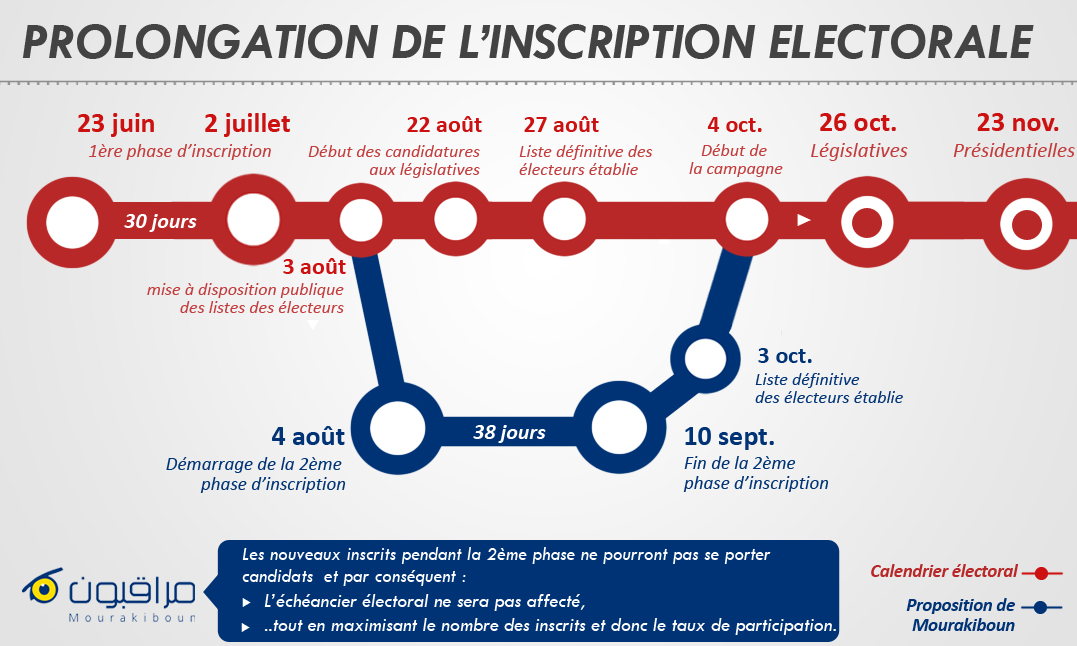 PROLONGATION DE L'INSCRIPTION ELECTORALE
23 juin
2 juillet
1ère phase d'inscription
22 août
Début des candidatures
aux législatives
27 août
Liste définitive des
électeurs établie
4 oct.
Début de
la campagne
26 oct.
Législatives
23 nov.
Présidentielles
30 jours
3 août
mise à disposition publique
des listes des électeurs
3 oct.
Liste définitive
des électeurs établie
4 août
Démarrage de la 2ème
phase d'inscription
38 jours
10 sept.
Fin de la 2ème
phase d'inscription
Les nouveaux inscrits pendant la 2ème phase ne pourront pas se porter
candidats et par conséquent :
L'échéancier électoral ne sera pas affecté,
..tout en maximisant le nombre des inscrits et donc le taux de participation.
مراقبون
Mourakiboun
Calendrier électoral
Proposition de
Mourakiboun